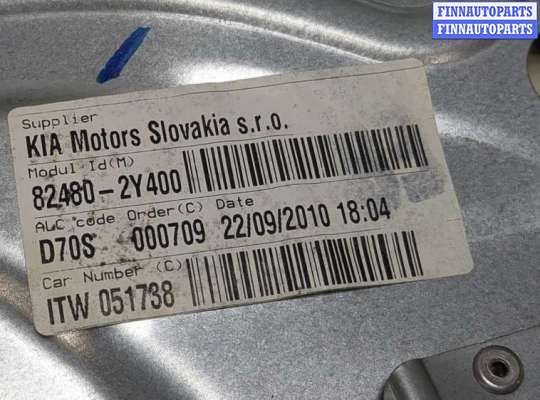 FINNAUTOPARTS
FINNAUTOPARTS
Supplier
KIA Motors Slovakia s.r.o.
Modul Id(M)
82480-2Y400
ALC code Order(C) Date
D70S 000709 22/09/2010 18:04
Car Number (C)
ITW 051738